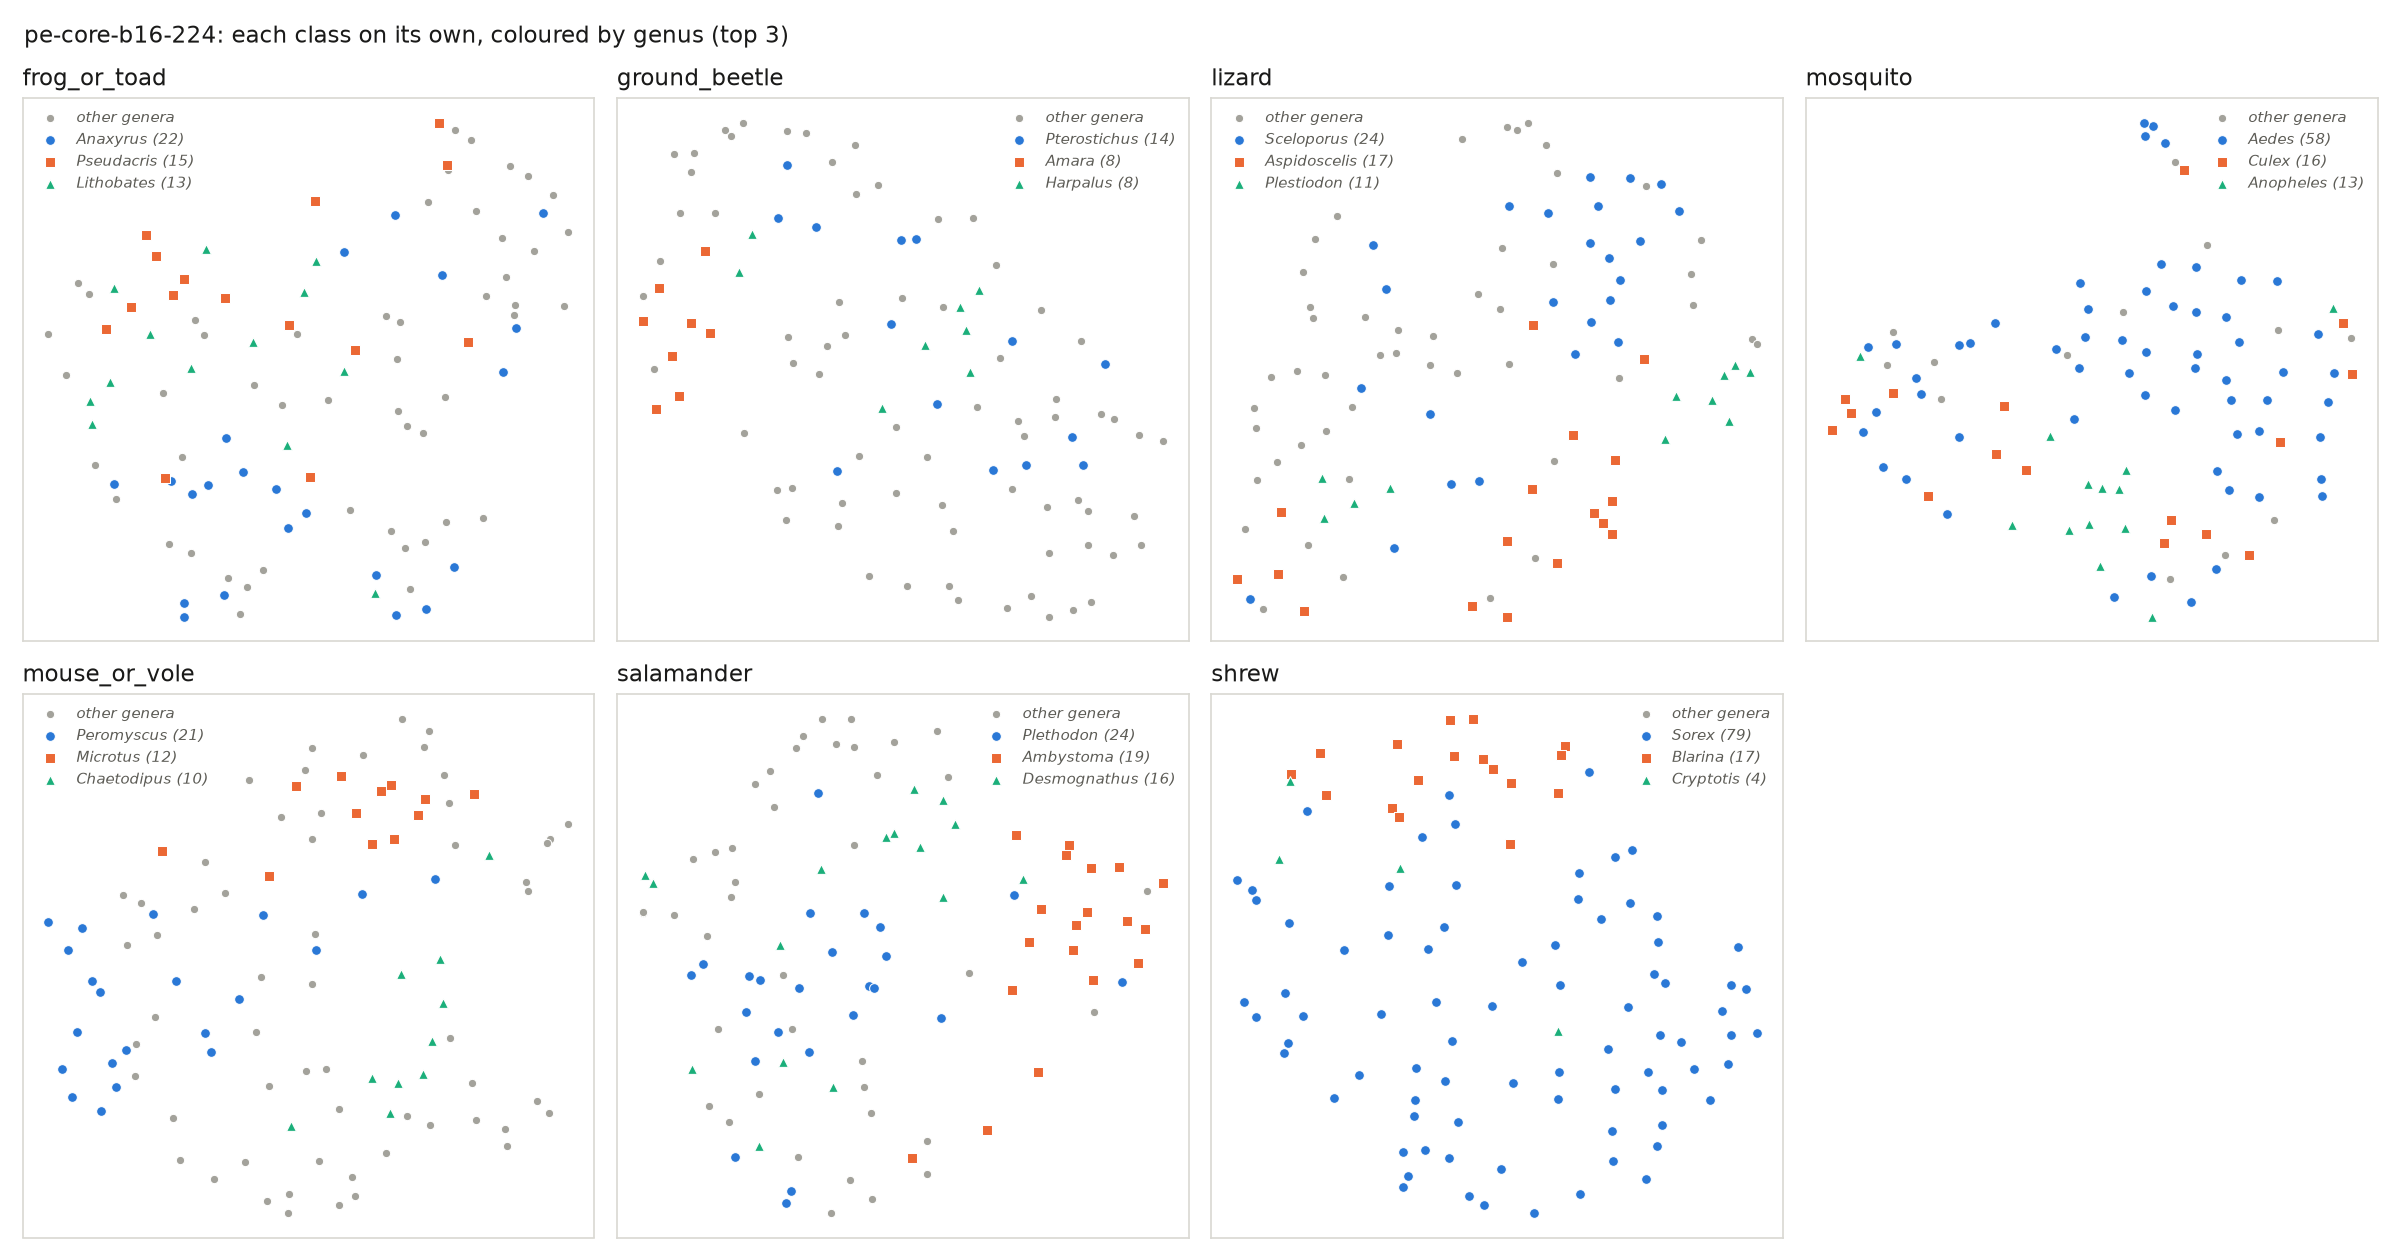 pe-core-b16-224: each class on its own, coloured by genus (top 3)
frog_or_toad
other genera
Anaxyrus (22)
Pseudacris (15)
Lithobates (13)
ground_beetle
other genera
Pterostichus (14)
Amara (8)
Harpalus (8)
lizard
other genera
Sceloporus (24)
Aspidoscelis (17)
Plestiodon (11)
mosquito
other genera
Aedes (58)
Culex (16)
Anopheles (13)
mouse_or_vole
other genera
Peromyscus (21)
Microtus (12)
Chaetodipus (10)
salamander
other genera
Plethodon (24)
Ambystoma (19)
Desmognathus (16)
shrew
other genera
Sorex (79)
Blarina (17)
Cryptotis (4)